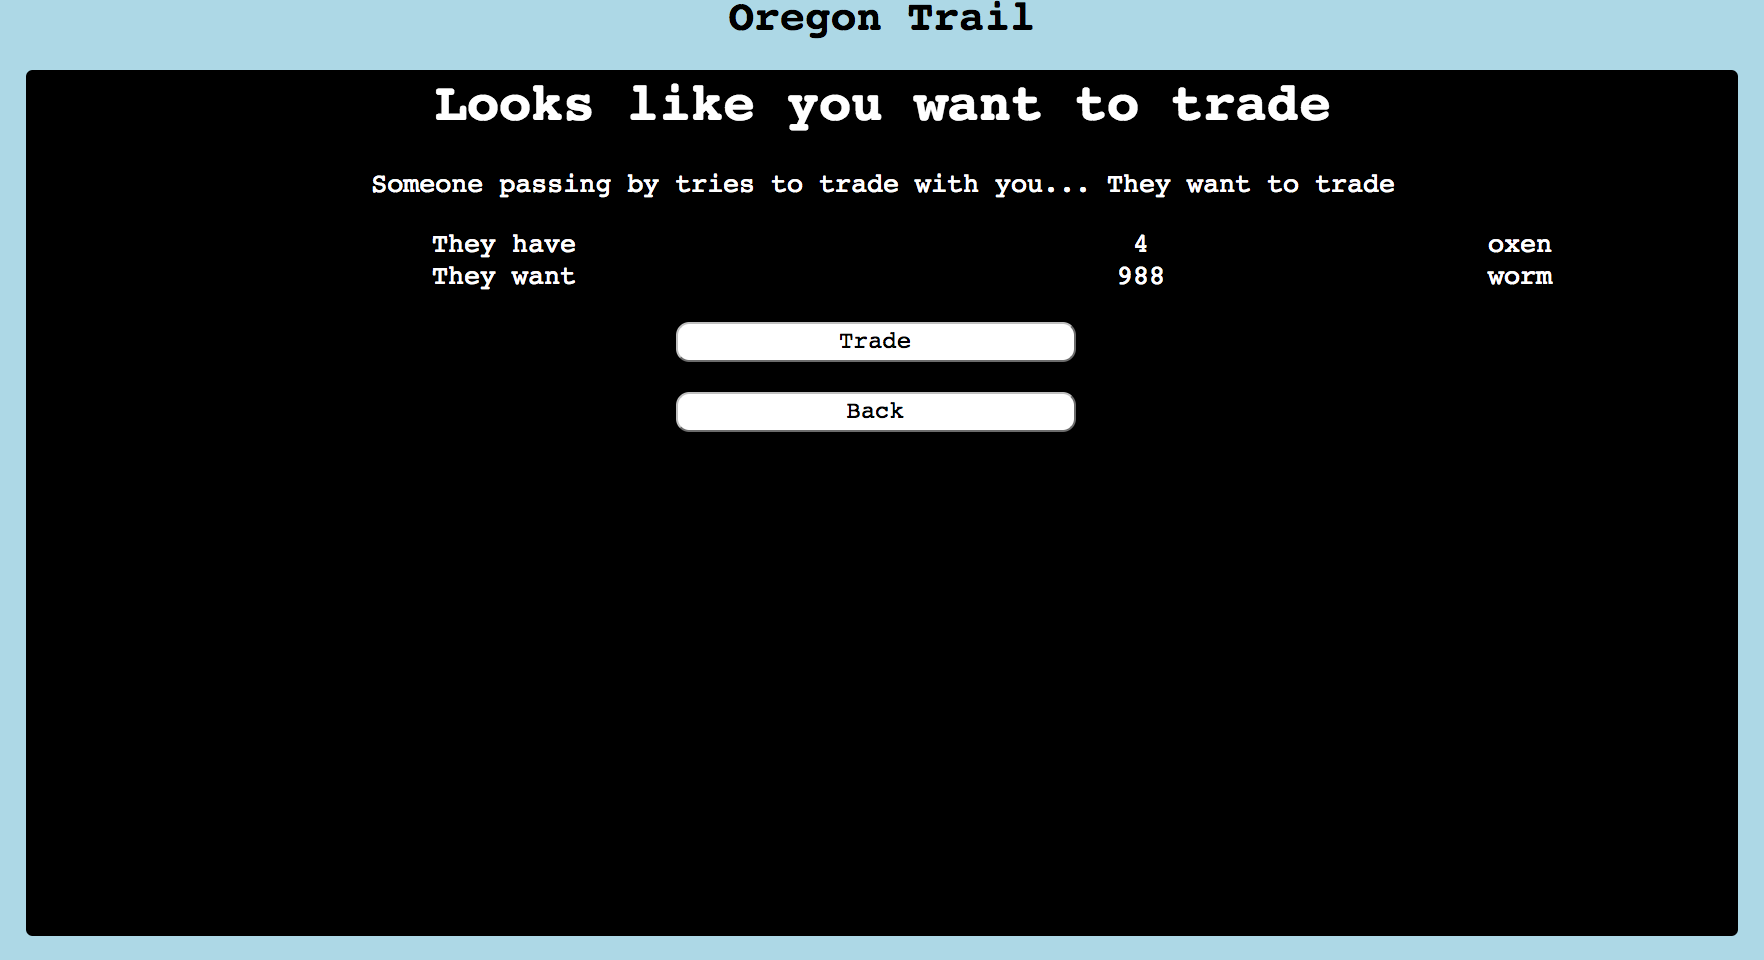 Oregon Trail
Looks like you want to trade
Someone passing by tries to trade with you... They want to trade
They have 4 oxen
They want 988 worm
Trade
Back